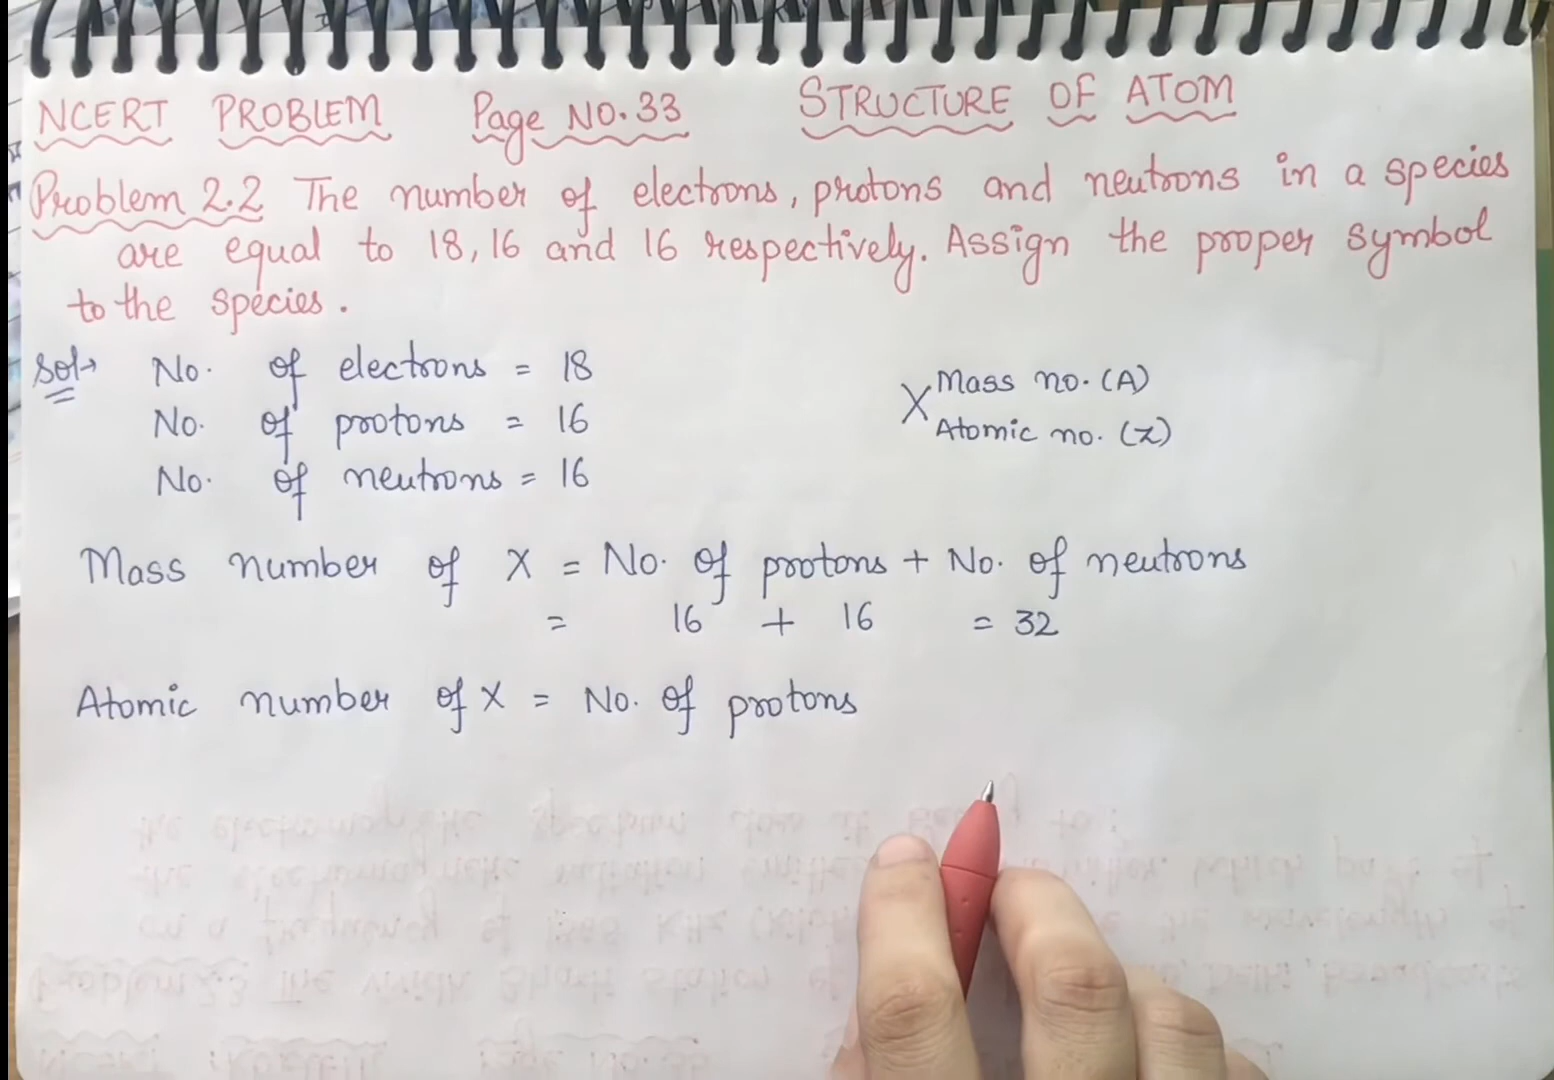 NCERT PROBLEM Page NO.33 STRUCTURE OF ATOM
Problem 2.2 The number of electrons, protons and neutrons in a species
are equal to 18, 16 and 16 respectively. Assign the proper symbol
to the species.
Sol→ No. of electrons = 18
X Mass no. (A)
Atomic no. (Z)
No. of protons = 16
No. of neutrons = 16
Mass number of X = No. of protons + No. of neutrons
= 16 + 16 = 32
Atomic number of X = No. of protons